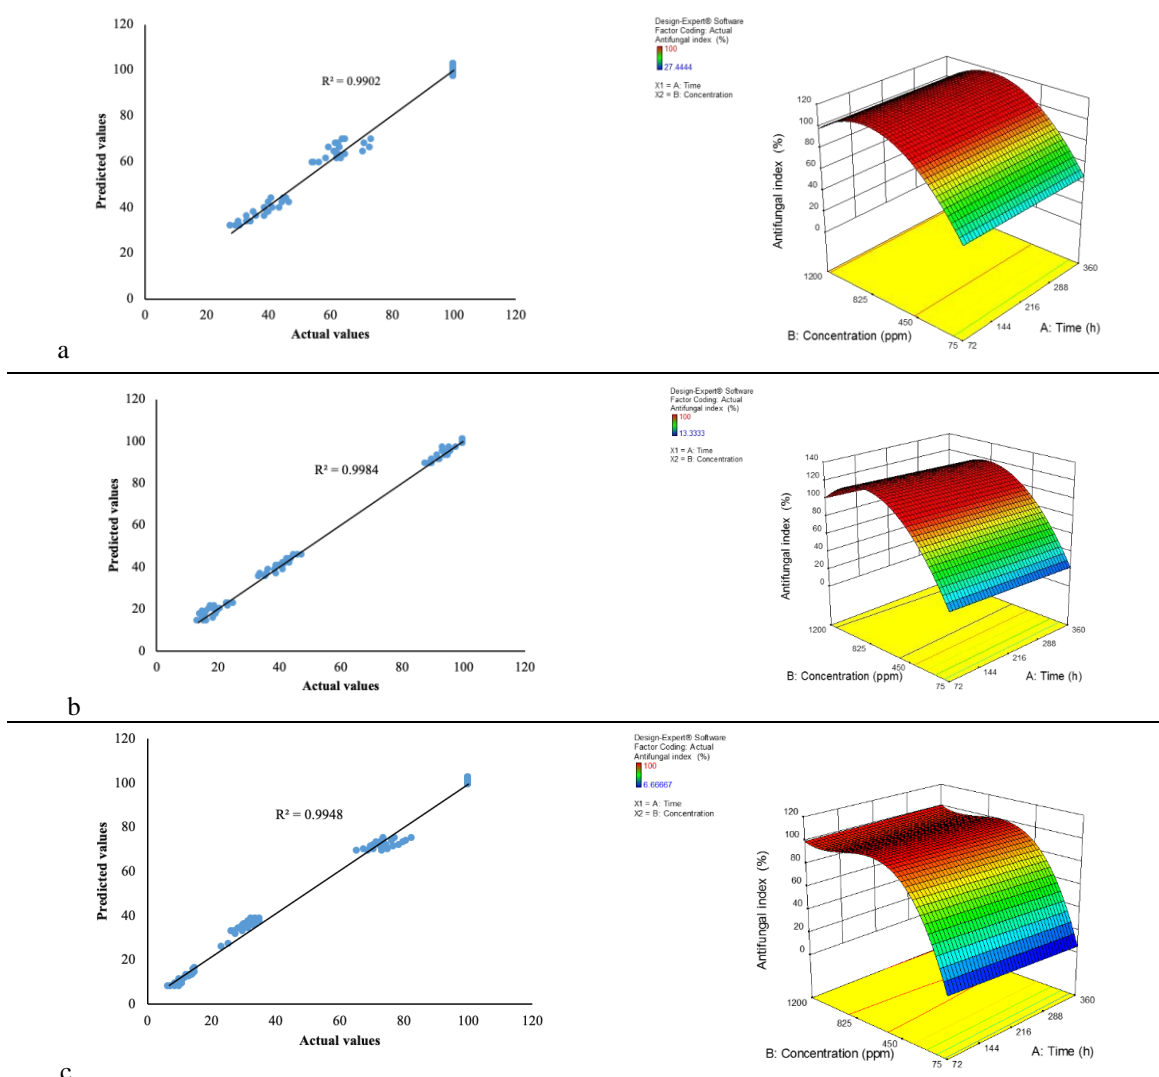 120
100
80
60
40
20
0
0 20 40 60 80 100 120
Predicted values
Actual values
R² = 0.9902
Design-Expert® Software
Factor Coding: Actual
Antifungal index (%)
100
27.4444
X1 = A: Time
X2 = B: Concentration
120
100
80
60
40
20
0
Antifungal index (%)
1200
825
450
75
B: Concentration (ppm)
72
144
216
288
360
A: Time (h)
a
120
100
80
60
40
20
0
0 20 40 60 80 100 120
Predicted values
Actual values
R² = 0.9984
Design-Expert® Software
Factor Coding: Actual
Antifungal index (%)
100
13.3333
X1 = A: Time
X2 = B: Concentration
140
120
100
80
60
40
20
0
Antifungal index (%)
1200
825
450
75
B: Concentration (ppm)
72
144
216
288
360
A: Time (h)
b
120
100
80
60
40
20
0
0 20 40 60 80 100 120
Predicted values
Actual values
R² = 0.9948
Design-Expert® Software
Factor Coding: Actual
Antifungal index (%)
100
6.66667
X1 = A: Time
X2 = B: Concentration
120
100
80
60
40
20
0
Antifungal index (%)
1200
825
450
75
B: Concentration (ppm)
72
144
216
288
360
A: Time (h)
c